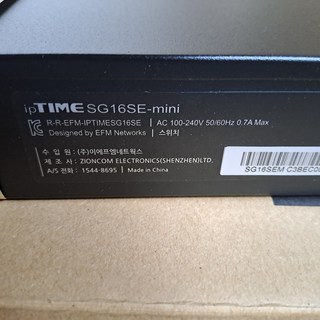 ipTIME SG16SE-mini
R-R-EFM-IPTIMESG16SE | AC 100-240V 50/60Hz 0.7A Max
Designed by EFM Networks | 스위치
수 입 원 : (주)이에프엠네트웍스
제 조 사 : ZIONCOM ELECTRONICS(SHENZHEN)LTD.
A/S 전화 : 1544-8695 | Made in China
SG16SEM C3BEC0